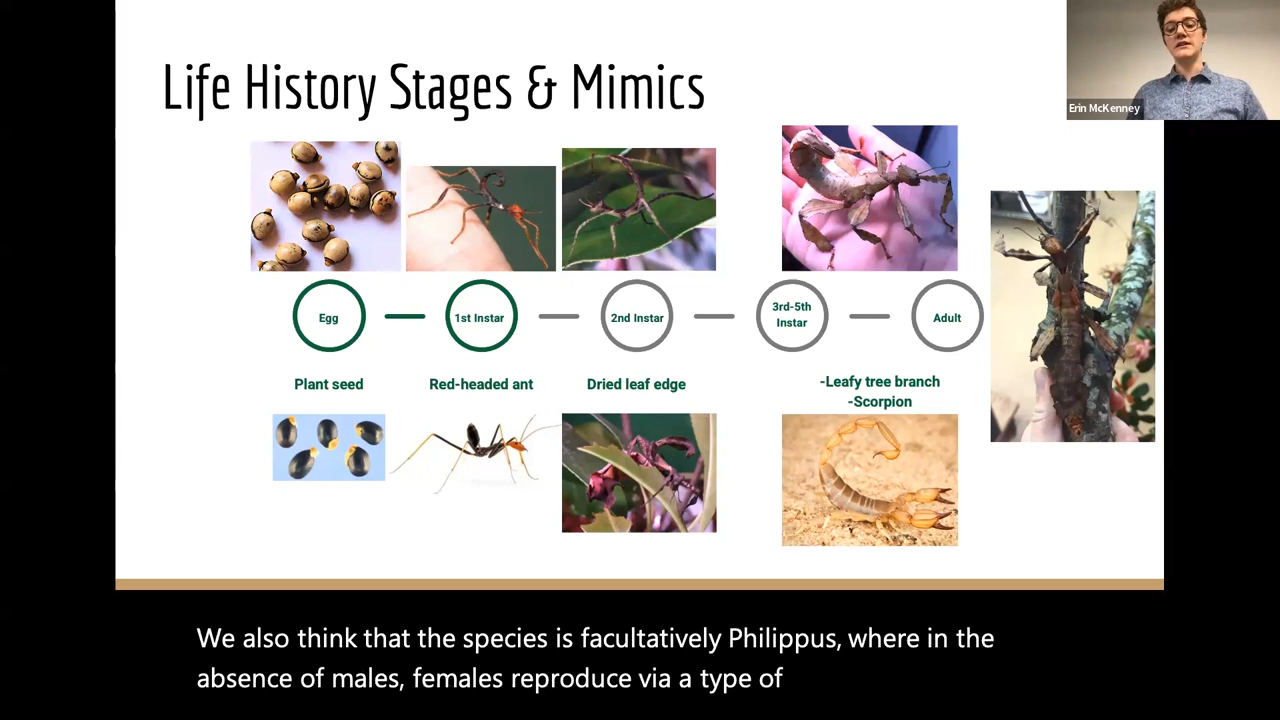 Life History Stages & Mimics
Erin McKenney
Egg
1st Instar
2nd Instar
3rd-5th
Instar
Adult
Plant seed
Red-headed ant
Dried leaf edge
-Leafy tree branch
-Scorpion
We also think that the species is facultatively Philippus, where in the
absence of males, females reproduce via a type of